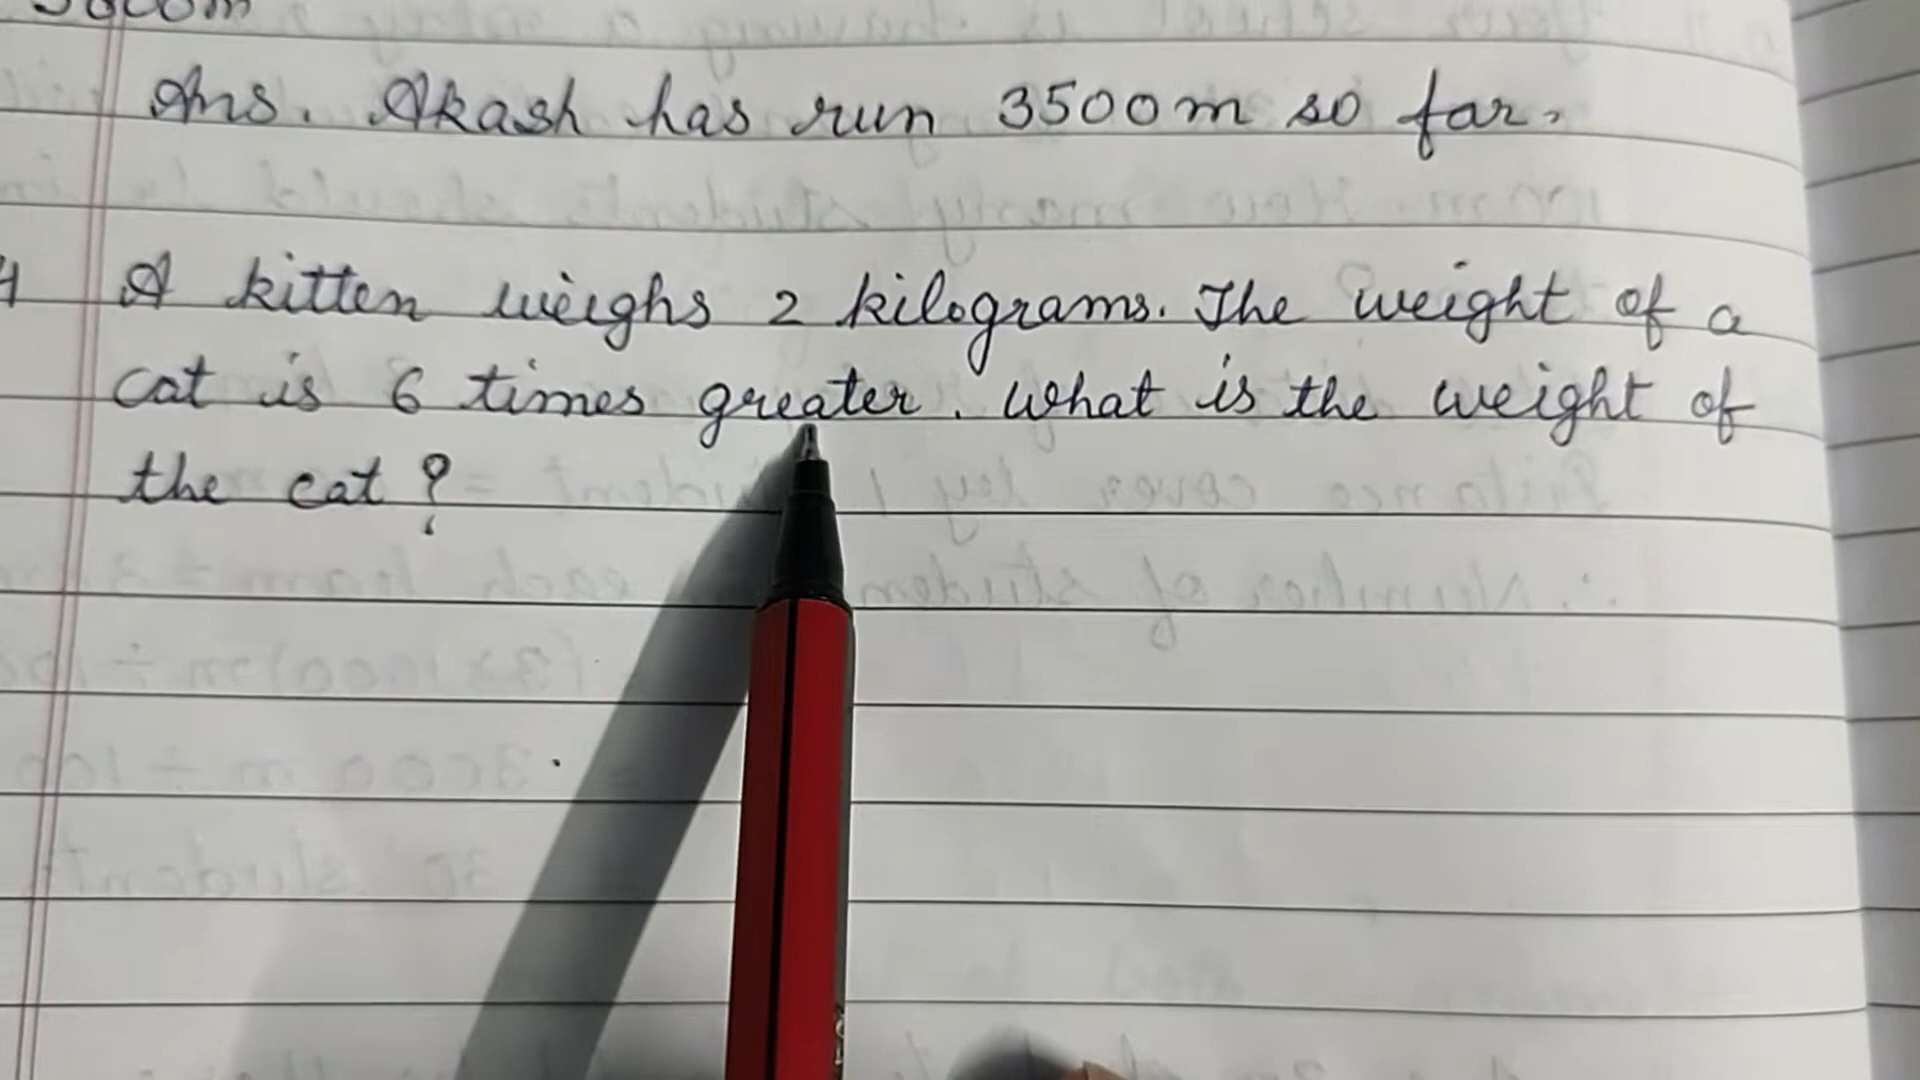 Ans. Akash has run 3500m so far.
4 A kitten weighs 2 kilograms. The weight of a
cat is 6 times greater. What is the weight of
the cat?